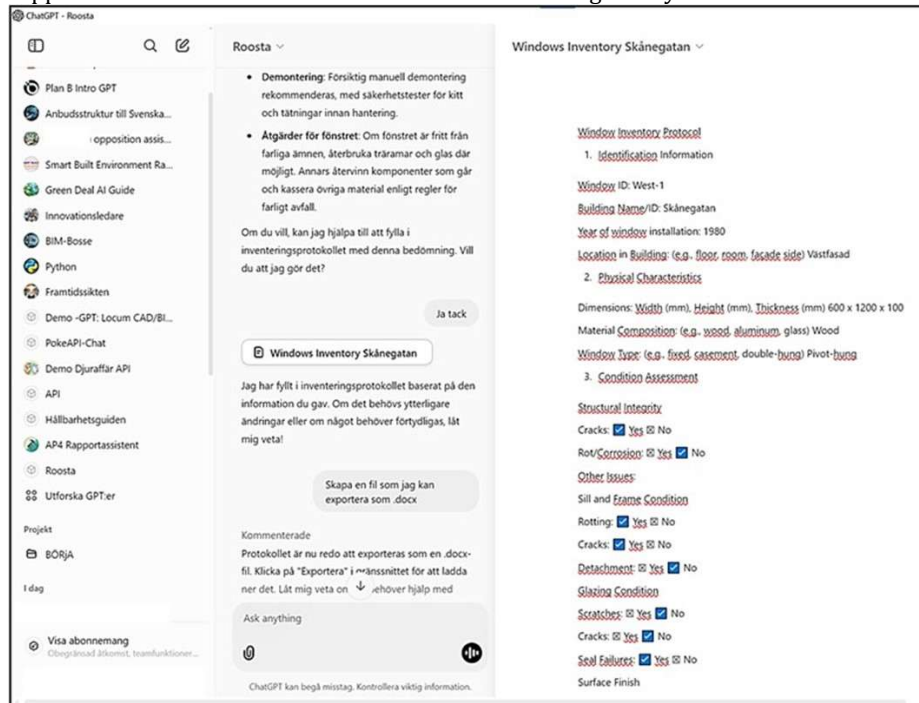 ChatGPT - Roosta
Plan B Intro GPT
Anbudsstruktur till Svenska...
opposition assis...
Smart Built Environment Ra...
Green Deal AI Guide
Innovationsledare
BIM-Bosse
Python
Framtidssikten
Demo -GPT: Locum CAD/BI...
PokeAPI-Chat
Demo Djuraffär API
API
Hållbarhetsguiden
AP4 Rapportassistent
Roosta
Utforska GPT:er
Projekt
BÖRjA
I dag
Visa abonnemang
Obegränsad åtkomst, teamfunktioner...
Roosta
• Demontering: Försiktig manuell demontering
rekommenderas, med säkerhetstester för kitt
och tätningar innan hantering.
• Åtgärder för fönstret: Om fönstret är fritt från
farliga ämnen, återbruka träramar och glas där
möjligt. Annars återvinn komponenter som går
och kassera övriga material enligt regler för
farligt avfall.
Om du vill, kan jag hjälpa till att fylla i
inventeringsprotokollet med denna bedömning. Vill
du att jag gör det?
Ja tack
Windows Inventory Skånegatan
Jag har fyllt i inventeringsprotokollet baserat på den
information du gav. Om det behövs ytterligare
ändringar eller om något behöver förtydligas, låt
mig veta!
Skapa en fil som jag kan
exportera som .docx
Kommenterade
Protokollet är nu redo att exporteras som en .docx-
fil. Klicka på "Exportera" i gränssnittet för att ladda
ner det. Låt mig veta om behöver hjälp med
Ask anything
ChatGPT kan begå misstag. Kontrollera viktig information.
Windows Inventory Skånegatan
Window Inventory Protocol
1. Identification Information
Window ID: West-1
Building Name/ID: Skånegatan
Year of window installation: 1980
Location in Building: (e.g., floor, room, facade side) Västfasad
2. Physical Characteristics
Dimensions: Width (mm), Height (mm), Thickness (mm) 600 x 1200 x 100
Material Composition: (e.g., wood, aluminum, glass) Wood
Window Type: (e.g., fixed, casement, double-hung) Pivot-hung
3. Condition Assessment
Structural Integrity
Cracks: ☑ Yes ☒ No
Rot/Corrosion: ☒ Yes ☑ No
Other Issues:
Sill and Frame Condition
Rotting: ☑ Yes ☒ No
Cracks: ☑ Yes ☒ No
Detachment: ☒ Yes ☑ No
Glazing Condition
Scratches: ☒ Yes ☑ No
Cracks: ☒ Yes ☑ No
Seal Failures: ☑ Yes ☒ No
Surface Finish